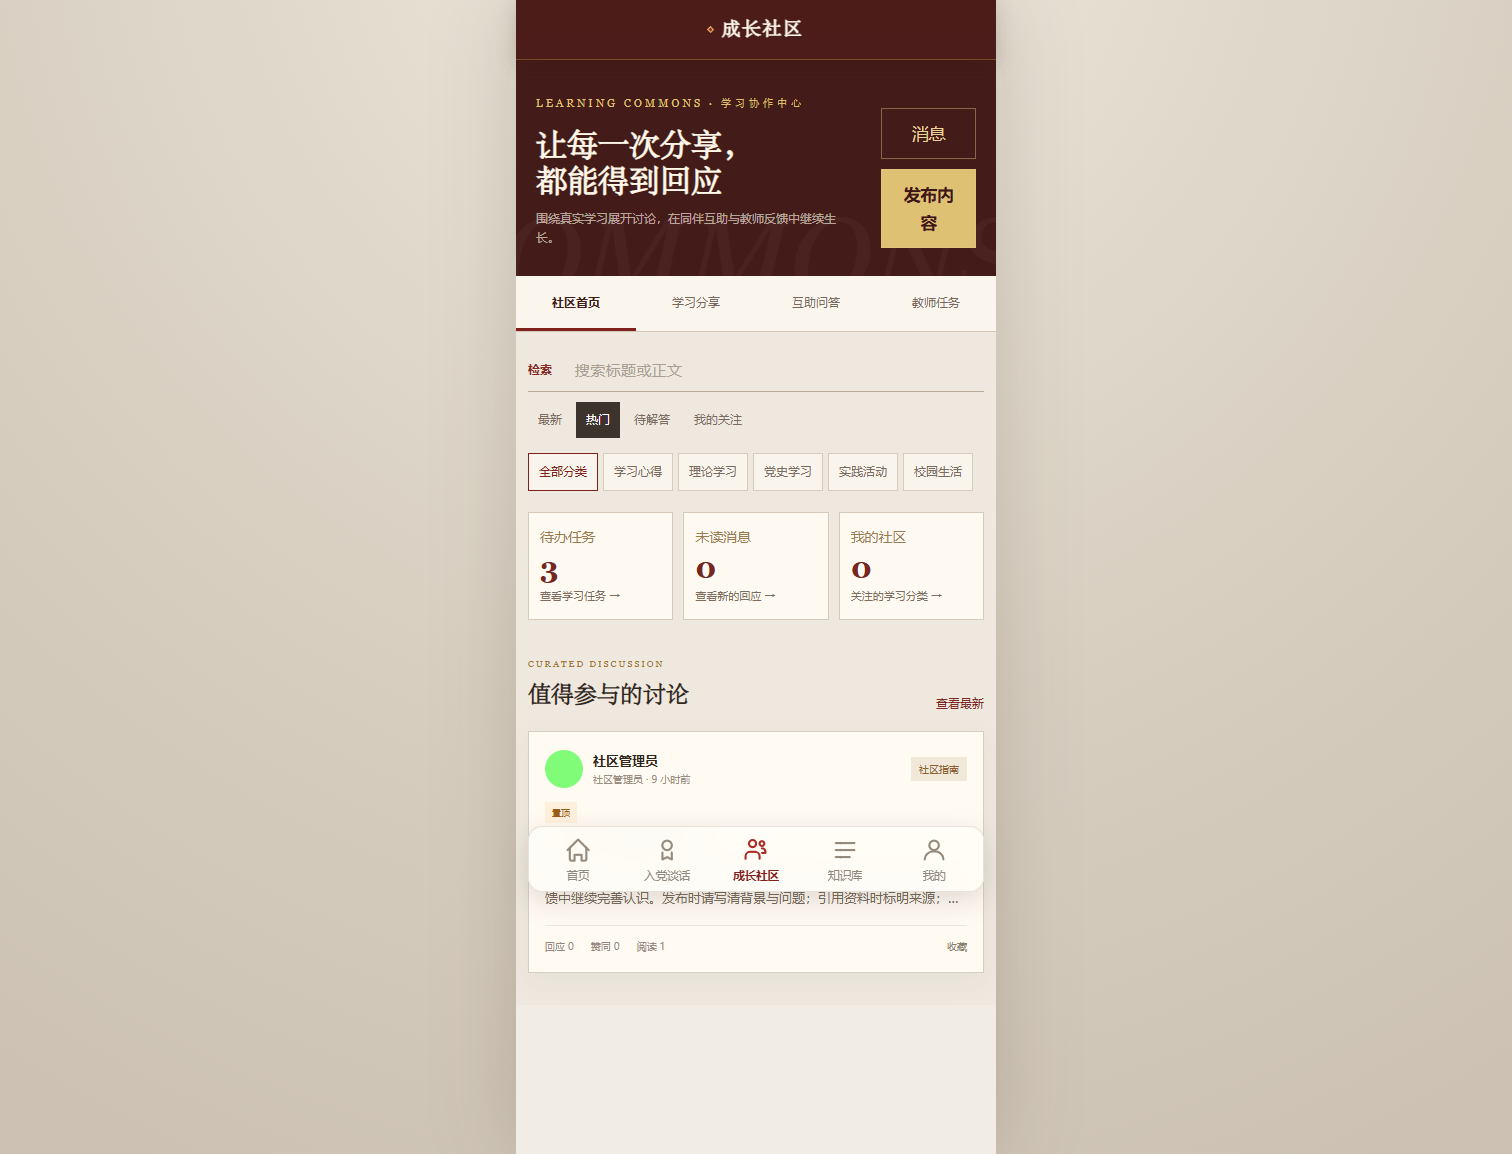 成长社区
LEARNING COMMONS · 学习协作中心
让每一次分享，
都能得到回应
围绕真实学习展开讨论，在同伴互助与教师反馈中继续生
长。
消息
发布内
容
OMMONS
社区首页 学习分享 互助问答 教师任务
检索 搜索标题或正文
最新 热门 待解答 我的关注
全部分类 学习心得 理论学习 党史学习 实践活动 校园生活
待办任务 未读消息 我的社区
3 0 0
查看学习任务 → 查看新的回应 → 关注的学习分类 →
CURATED DISCUSSION
值得参与的讨论
查看最新
社区管理员
社区管理员 · 9 小时前
社区指南
置顶
首页 入党谈话 成长社区 知识库 我的
馈中继续完善认识。发布时请写清背景与问题；引用资料时标明来源；...
回应 0 赞同 0 阅读 1 收藏